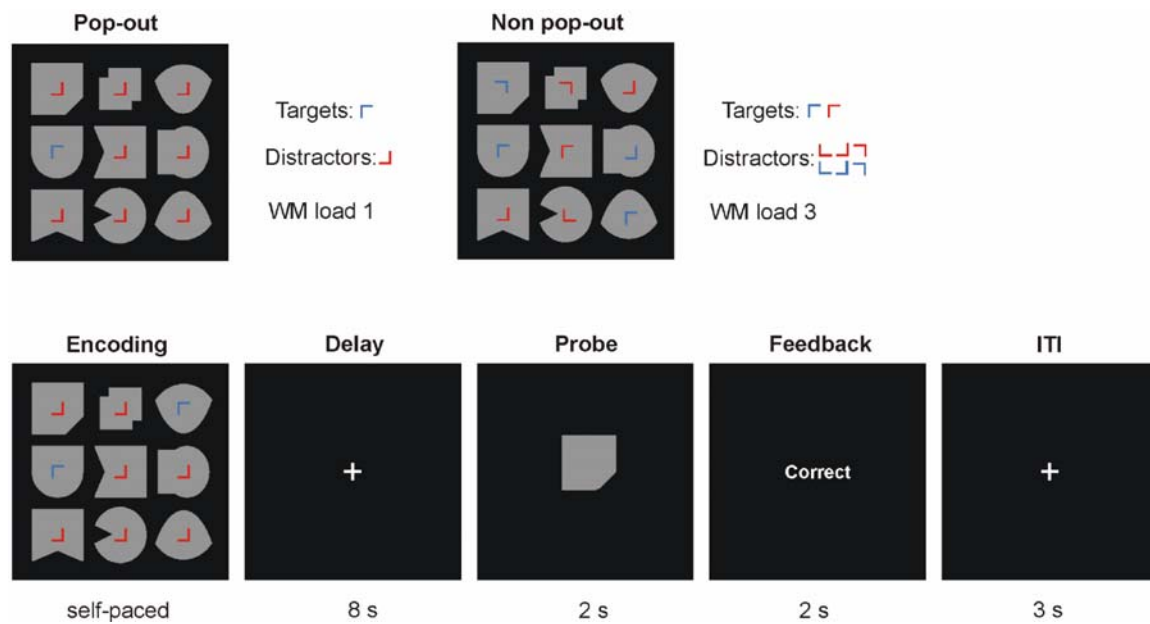 Pop-out
Non pop-out
Targets:
Distractors:
WM load 1
Targets:
Distractors:
WM load 3
Encoding
Delay
Probe
Feedback
ITI
Correct
self-paced
8 s
2 s
2 s
3 s